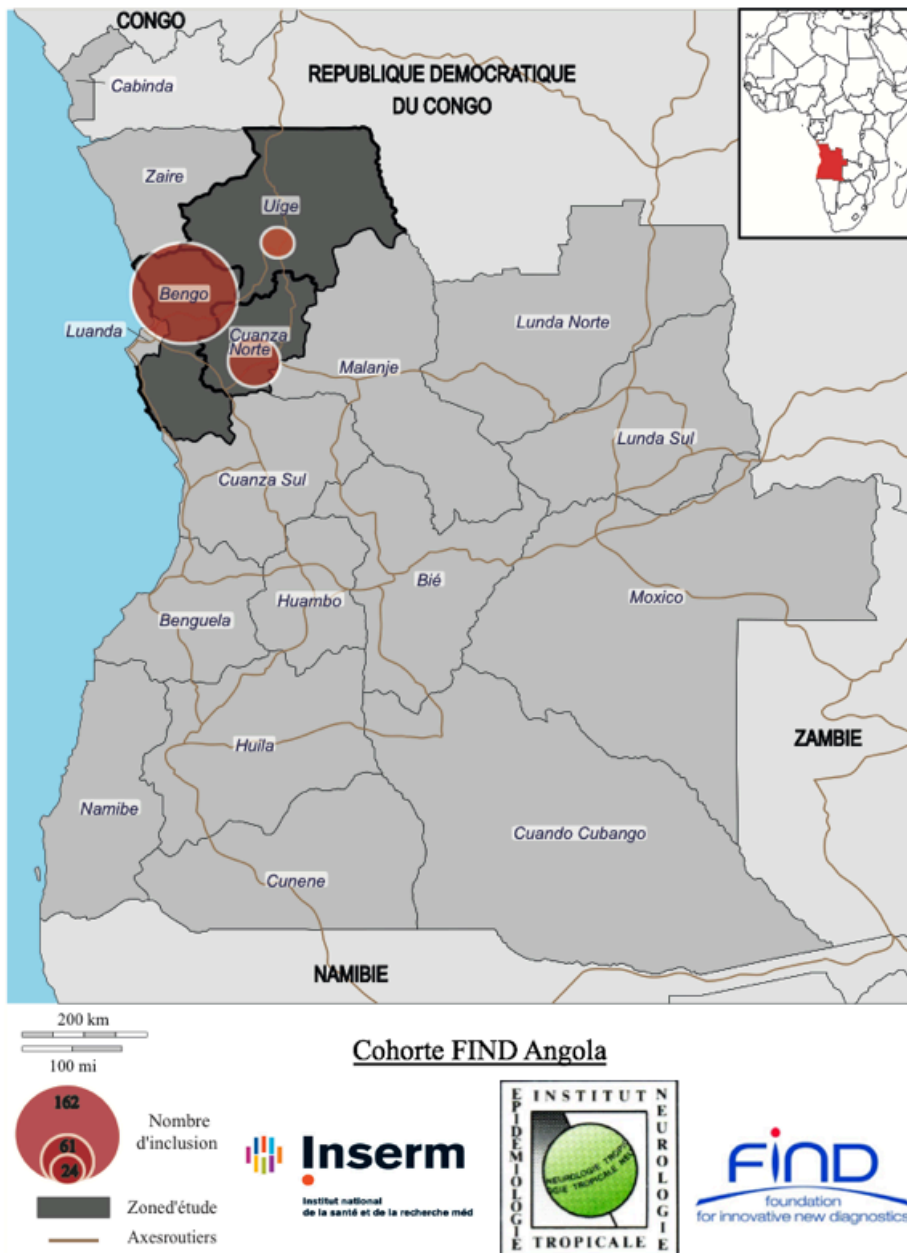 CONGO
Cabinda
REPUBLIQUE DEMOCRATIQUE
DU CONGO
Zaire
Uíge
Bengo
Luanda
Cuanza
Norte
Lunda Norte
Malanje
Lunda Sul
Cuanza Sul
Bié
Huambo
Benguela
Moxico
Huíla
ZAMBIE
Namibe
Cuando Cubango
Cunene
NAMIBIE
200 km
100 mi
Cohorte FIND Angola
162
61
24
Nombre
d'inclusion
Zoned'étude
Axesroutiers
Inserm
Institut national
de la santé et de la recherche méd
INSTITUT
EPIDEMIOLOGIE
NEUROLOGIE
TROPICALE
FIND
foundation
for innovative new diagnostics